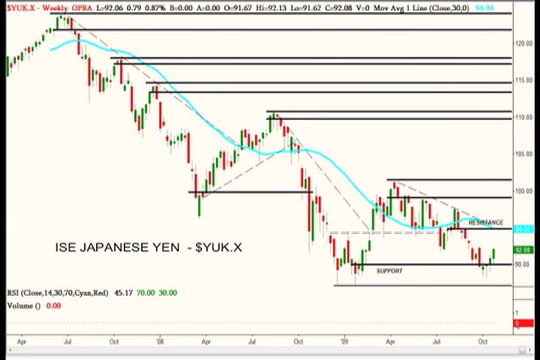 $YUK.X - Weekly OPRA L=92.06 0.79 0.87% B=0.00 A=0.00 O=91.67 Hi=92.13 Lo=91.62 C=92.08 V=0 Mov Avg 1 Line (Close,30,0)
120.00
115.00
110.00
105.00
100.00
RESISTANCE
92.08
ISE JAPANESE YEN - $YUK.X
90.00
SUPPORT
RSI (Close,14,30,70,Cyan,Red) 45.17 70.00 30.00
Volume () 0.00
Apr Jul Oct '08 Apr Jul Oct '09 Apr Jul Oct